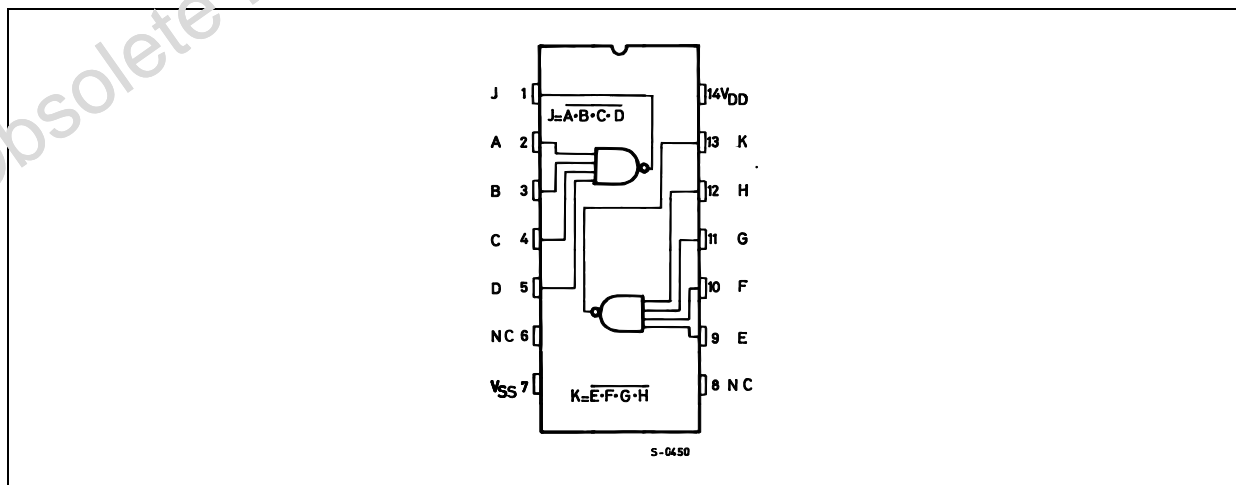 obsolete
J 1
A 2
B 3
C 4
D 5
NC 6
VSS 7
14 VDD
13 K
12 H
11 G
10 F
9 E
8 NC
J=A•B•C•D
K=E•F•G•H
S-0450